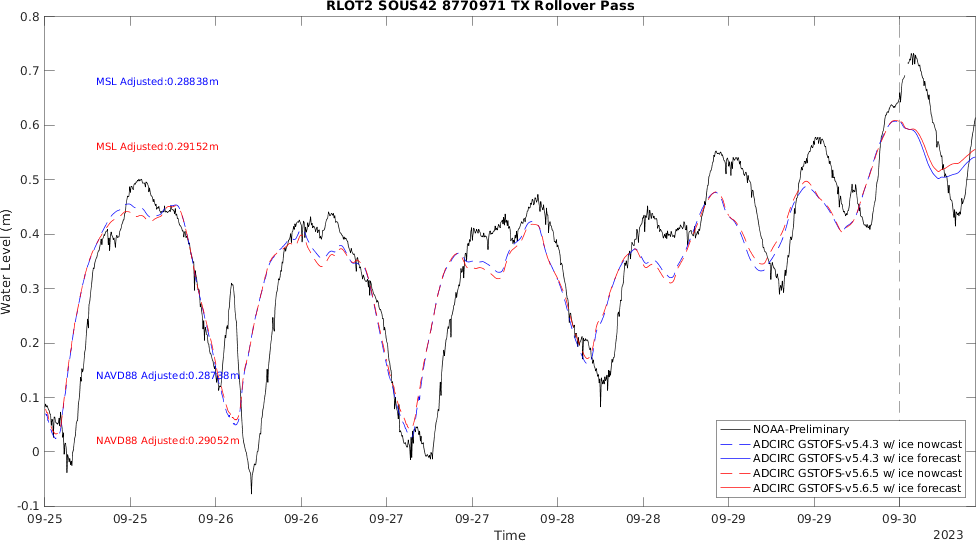 RLOT2 SOUS42 8770971 TX Rollover Pass
0.8
0.7
0.6
0.5
0.4
0.3
0.2
0.1
0
-0.1
Water Level (m)
MSL Adjusted:0.28838m
MSL Adjusted:0.29152m
NAVD88 Adjusted:0.28738m
NAVD88 Adjusted:0.29052m
NOAA-Preliminary
ADCIRC GSTOFS-v5.4.3 w/ ice nowcast
ADCIRC GSTOFS-v5.4.3 w/ ice forecast
ADCIRC GSTOFS-v5.6.5 w/ ice nowcast
ADCIRC GSTOFS-v5.6.5 w/ ice forecast
09-25 09-25 09-26 09-26 09-27 09-27 09-28 09-28 09-29 09-29 09-30
Time
2023